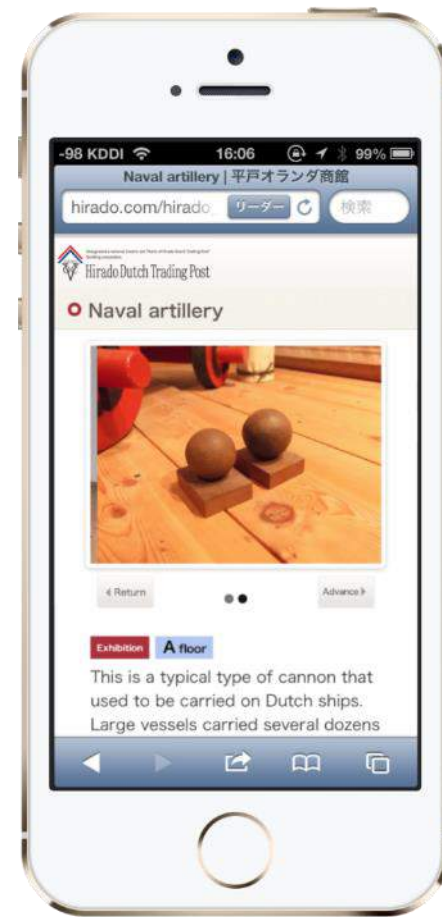 -98 KDDI 16:06 99%
Naval artillery | 平戸オランダ商館
hirado.com/hirado リーダー 検索
Hirado Dutch Trading Post
Naval artillery
Return Advance
Exhibition A floor
This is a typical type of cannon that
used to be carried on Dutch ships.
Large vessels carried several dozens